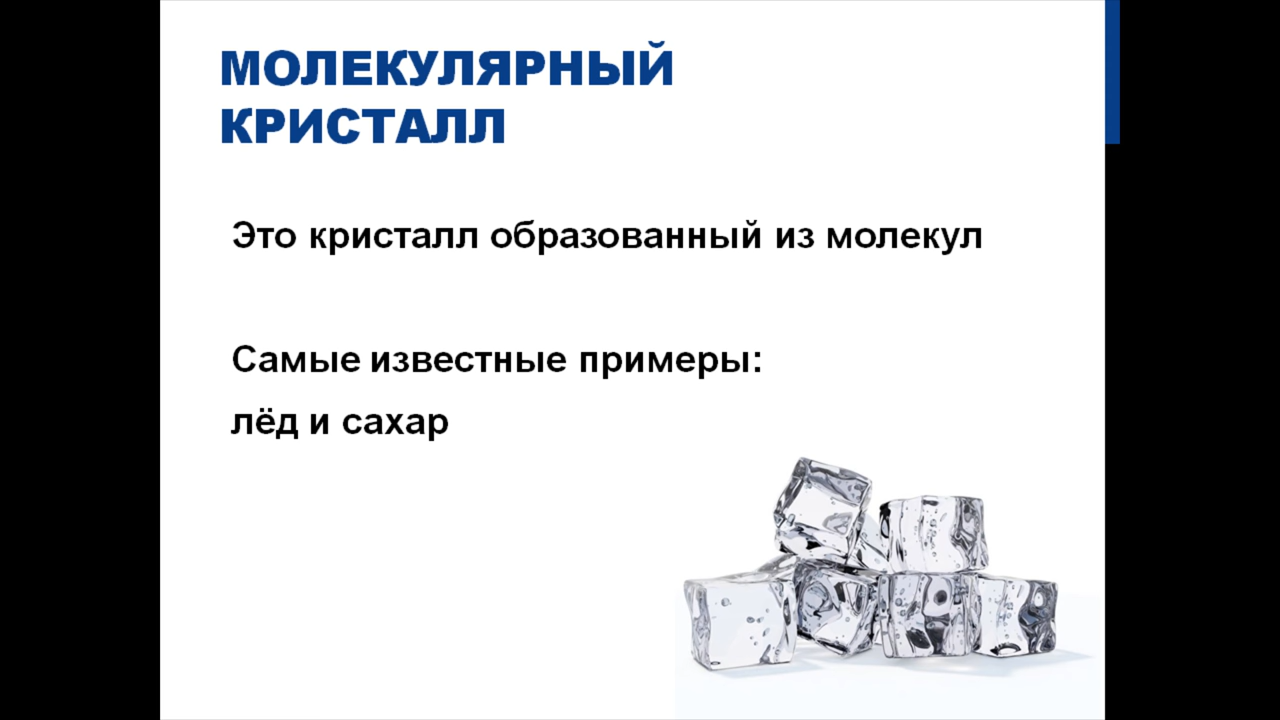 МОЛЕКУЛЯРНЫЙ
КРИСТАЛЛ
Это кристалл образованный из молекул
Самые известные примеры:
лёд и сахар